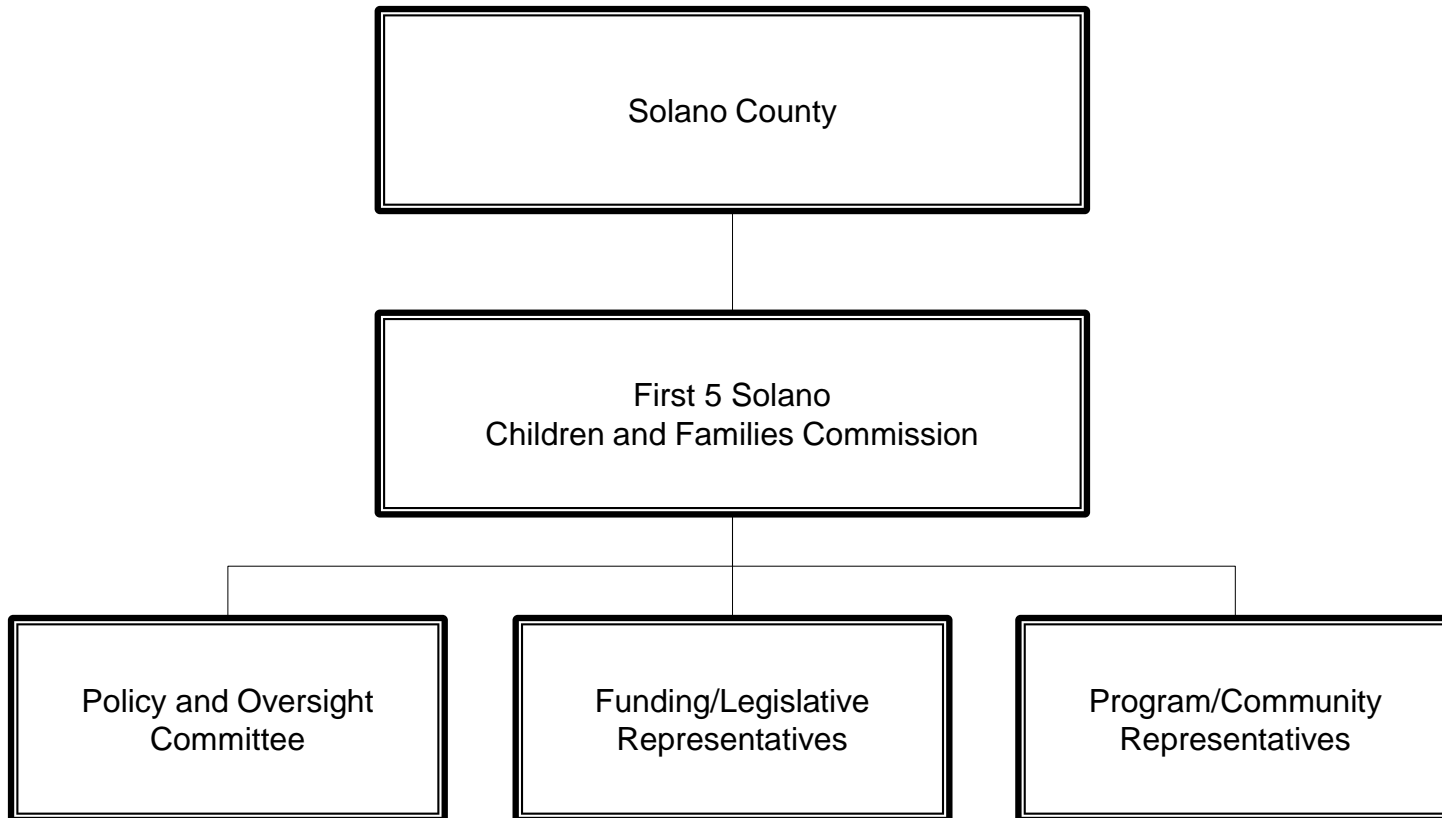 Solano County
First 5 Solano
Children and Families Commission
Policy and Oversight
Committee
Funding/Legislative
Representatives
Program/Community
Representatives